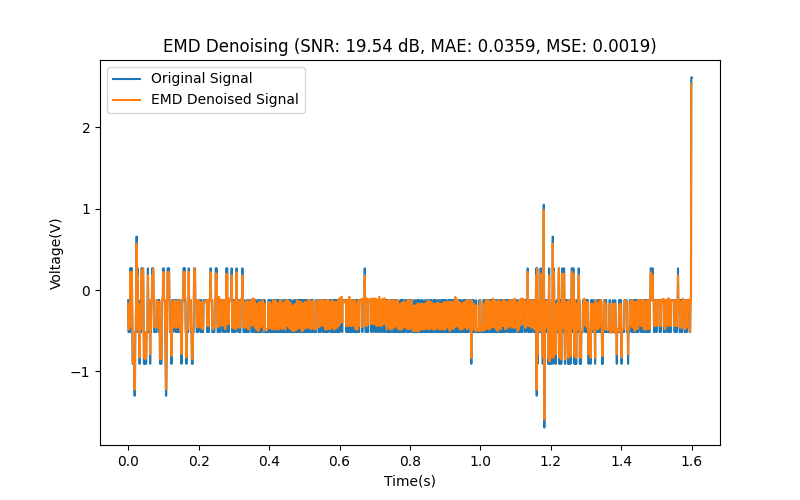 EMD Denoising (SNR: 19.54 dB, MAE: 0.0359, MSE: 0.0019)
Original Signal
EMD Denoised Signal
2
1
0
−1
Voltage(V)
0.0 0.2 0.4 0.6 0.8 1.0 1.2 1.4 1.6
Time(s)